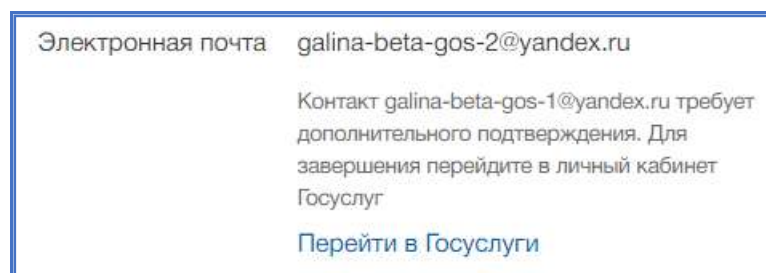 Электронная почта galina-beta-gos-2@yandex.ru
Контакт galina-beta-gos-1@yandex.ru требует
дополнительного подтверждения. Для
завершения перейдите в личный кабинет
Госуслуг
Перейти в Госуслуги